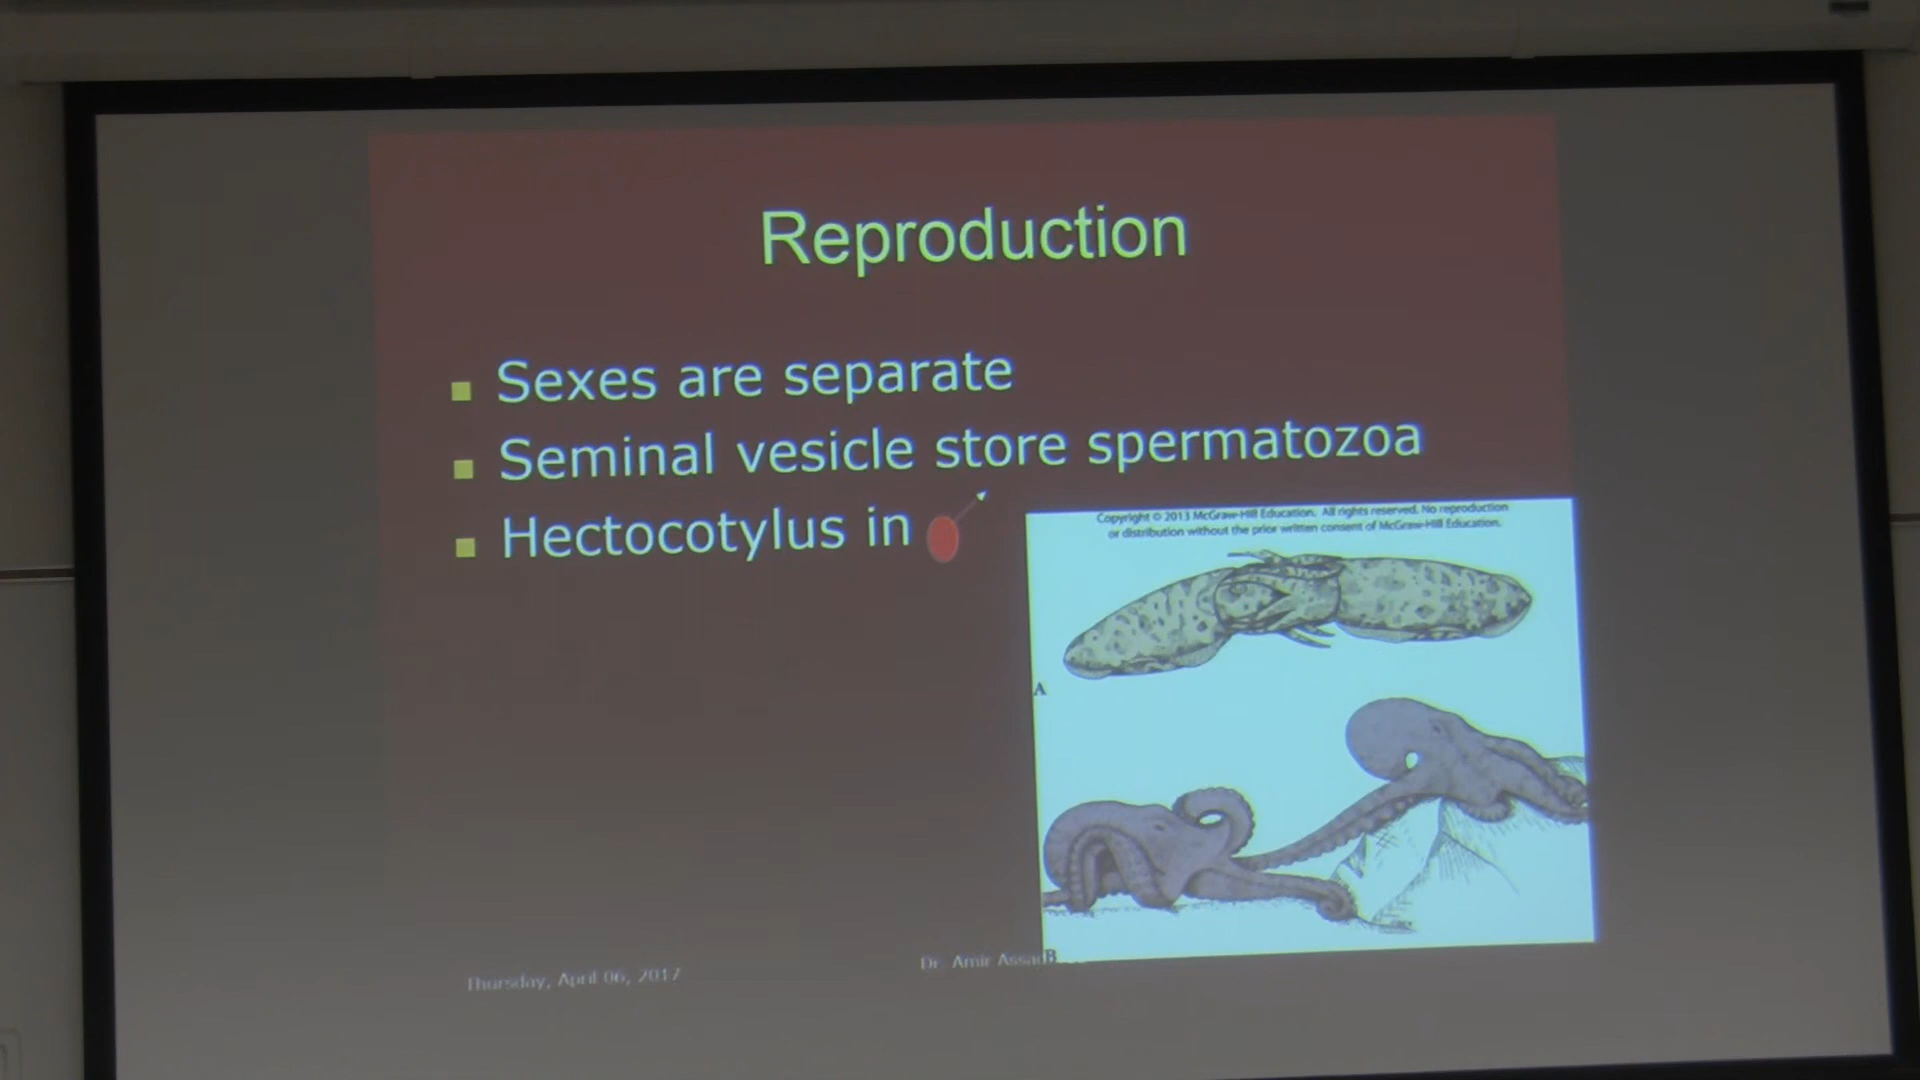 Reproduction
Sexes are separate
Seminal vesicle store spermatozoa
Hectocotylus in
Copyright © 2013 McGraw-Hill Education. All rights reserved. No reproduction
or distribution without the prior written consent of McGraw-Hill Education.
A
B
Thursday, April 06, 2017
Dr. Amir Assad